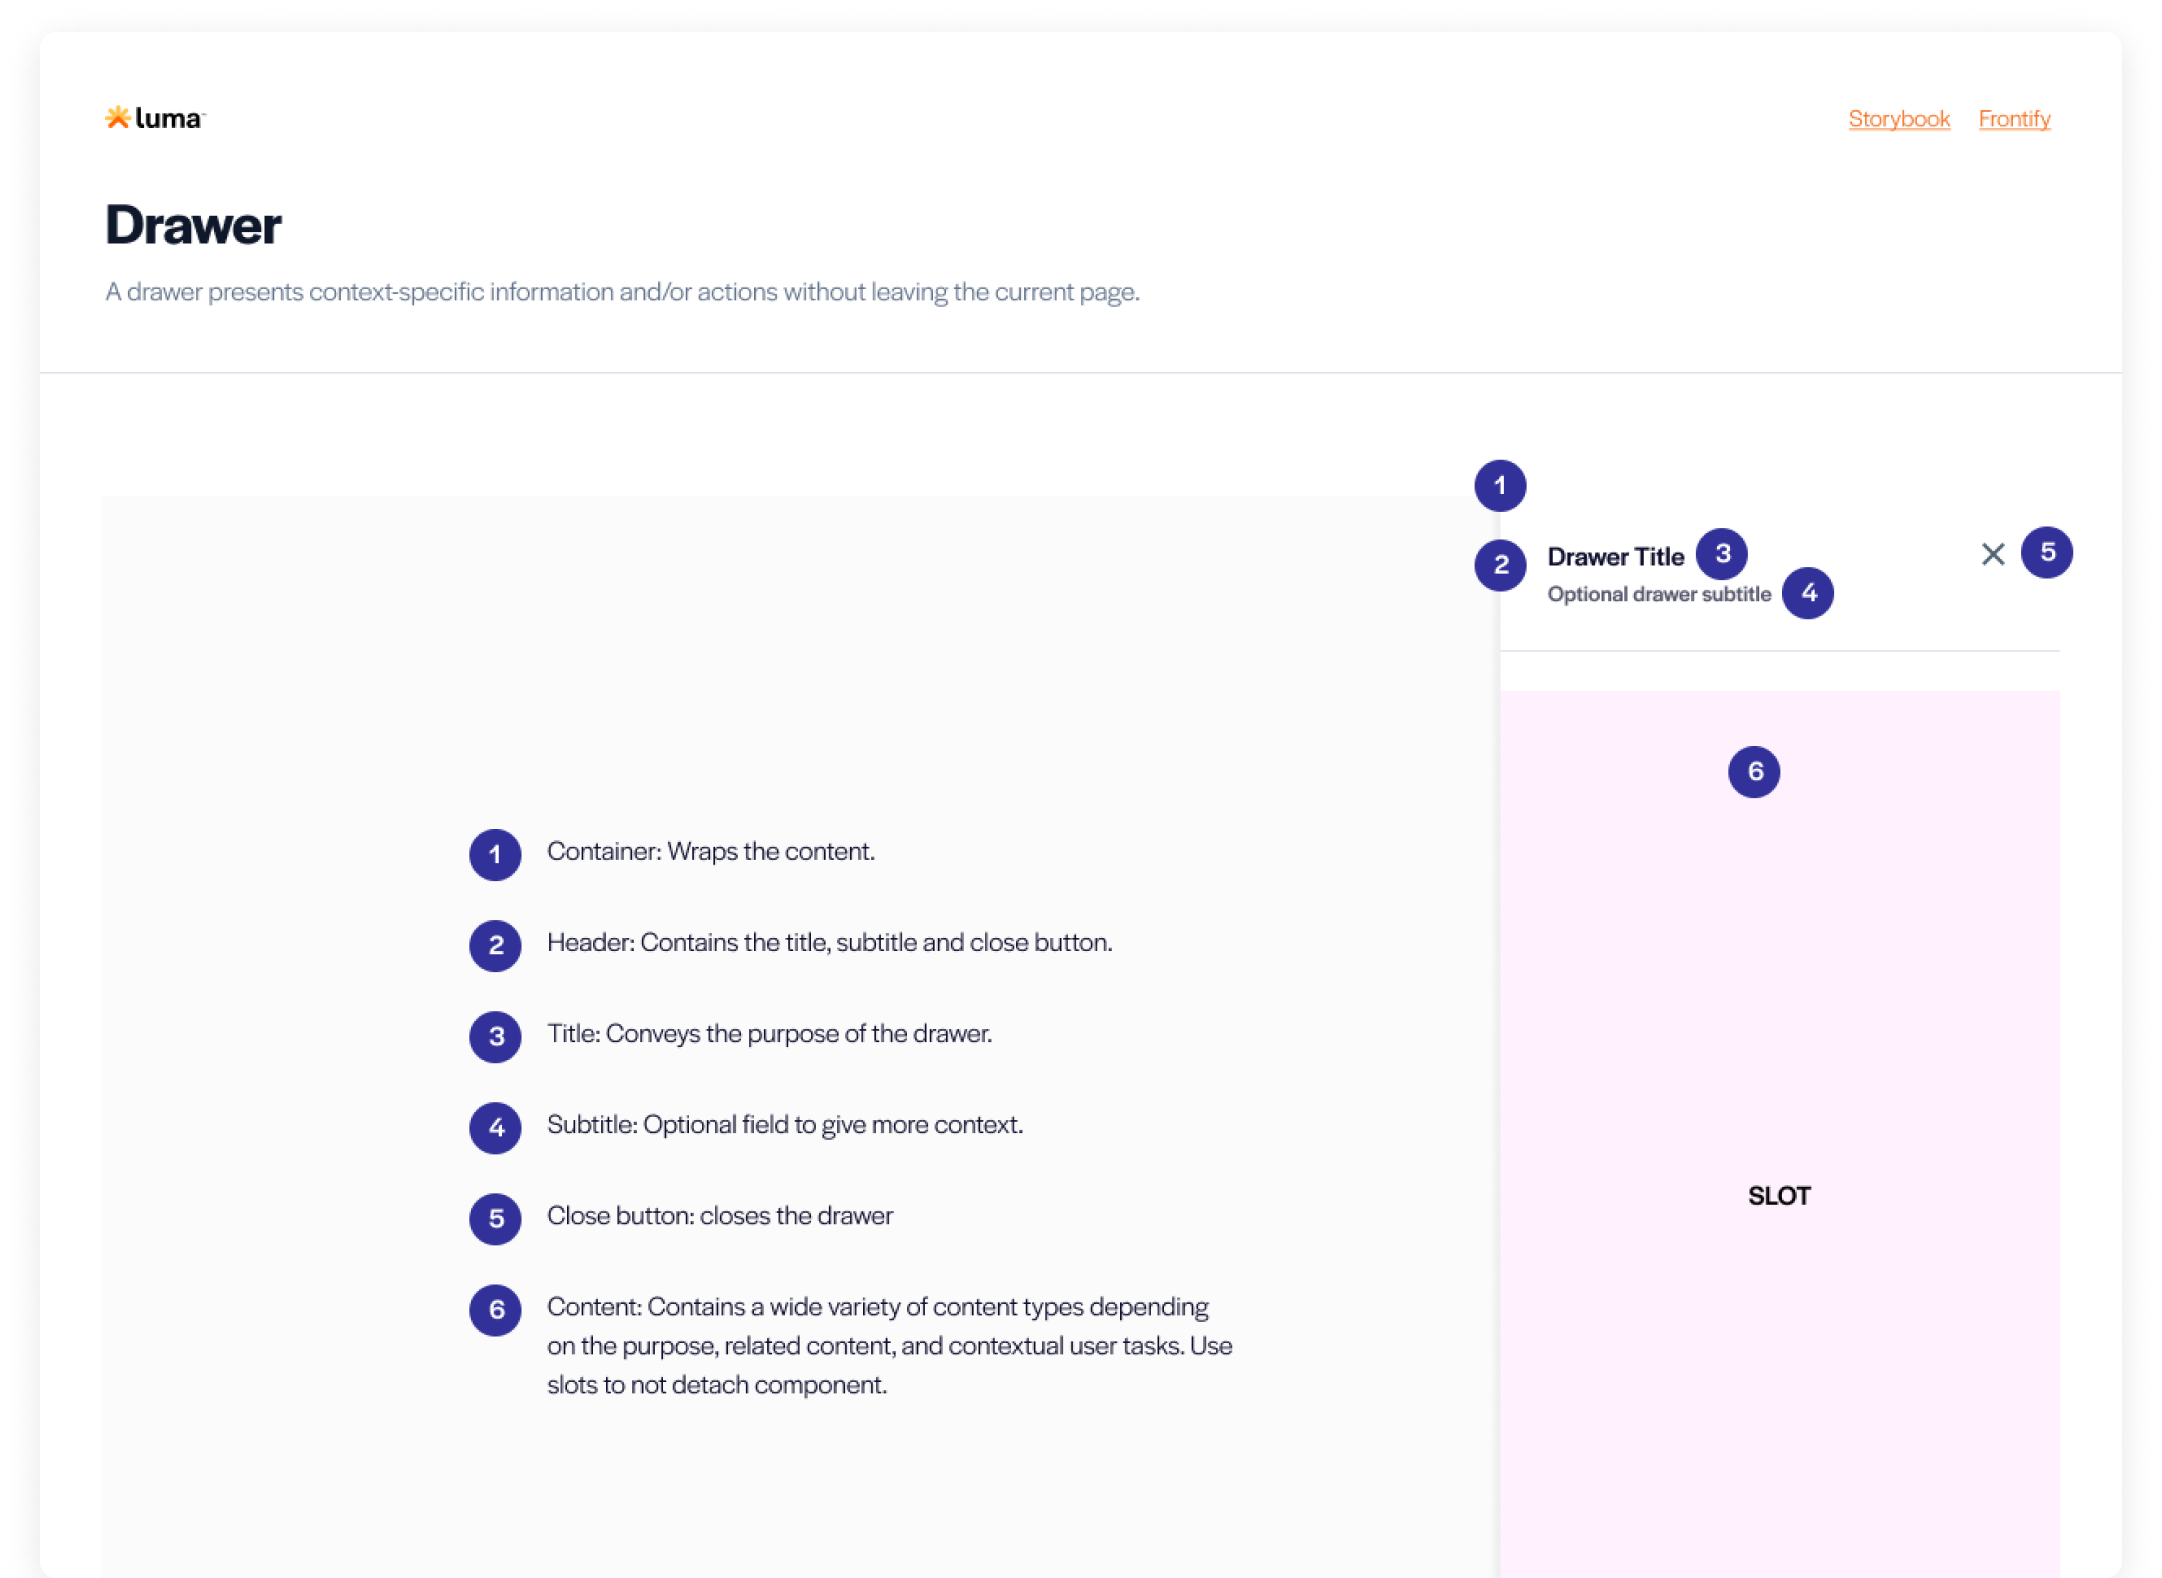 luma
Storybook Frontify
Drawer
A drawer presents context-specific information and/or actions without leaving the current page.
1
2 Drawer Title 3 5
Optional drawer subtitle 4
6
1 Container: Wraps the content.
2 Header: Contains the title, subtitle and close button.
3 Title: Conveys the purpose of the drawer.
4 Subtitle: Optional field to give more context.
5 Close button: closes the drawer
6 Content: Contains a wide variety of content types depending
on the purpose, related content, and contextual user tasks. Use
slots to not detach component.
SLOT